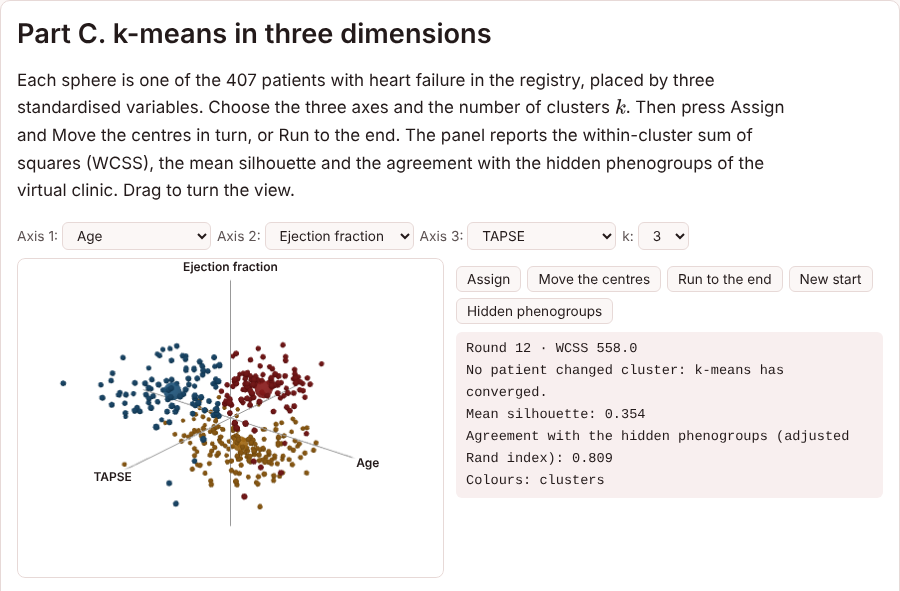 Part C. k-means in three dimensions
Each sphere is one of the 407 patients with heart failure in the registry, placed by three
standardised variables. Choose the three axes and the number of clusters k. Then press Assign
and Move the centres in turn, or Run to the end. The panel reports the within-cluster sum of
squares (WCSS), the mean silhouette and the agreement with the hidden phenogroups of the
virtual clinic. Drag to turn the view.
Axis 1: Age Axis 2: Ejection fraction Axis 3: TAPSE k: 3
Ejection fraction
TAPSE
Age
Assign Move the centres Run to the end New start
Hidden phenogroups
Round 12 · WCSS 558.0
No patient changed cluster: k-means has
converged.
Mean silhouette: 0.354
Agreement with the hidden phenogroups (adjusted
Rand index): 0.809
Colours: clusters